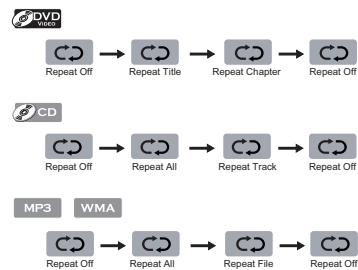 DVD
VIDEO
Repeat Off Repeat Title Repeat Chapter Repeat Off
CD
Repeat Off Repeat All Repeat Track Repeat Off
MP3 WMA
Repeat Off Repeat All Repeat File Repeat Off